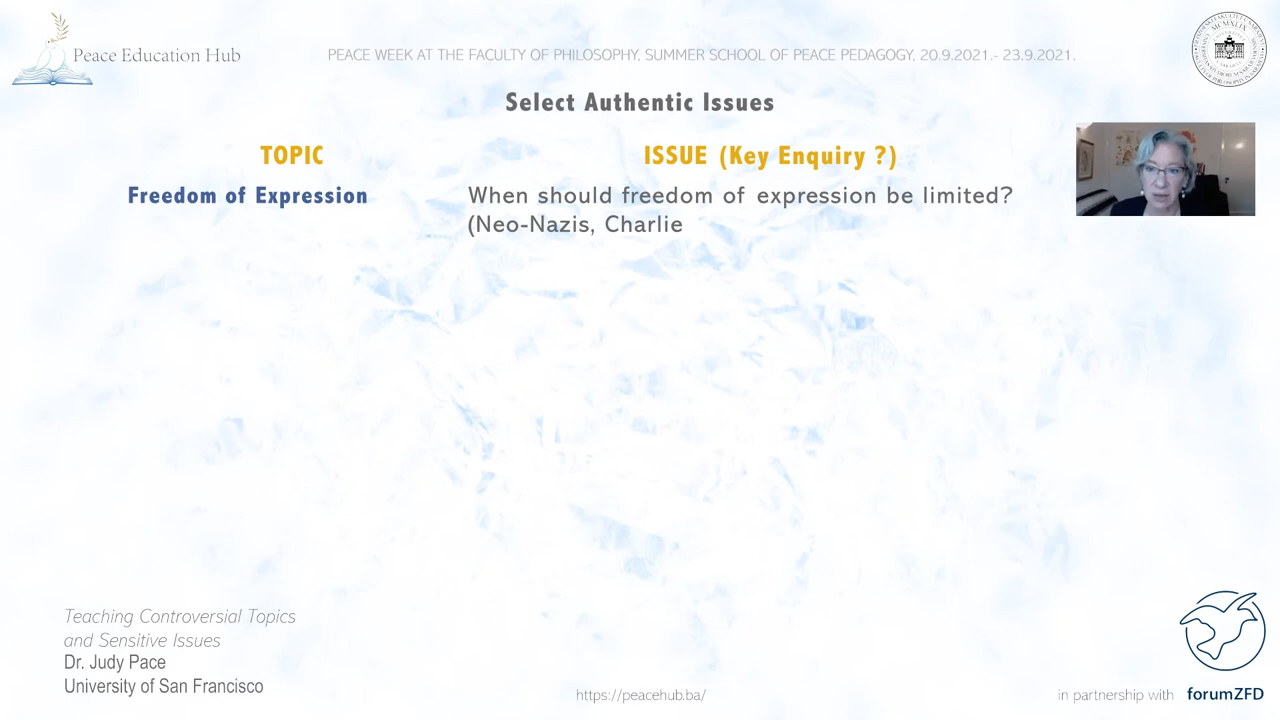 Peace Education Hub
PEACE WEEK AT THE FACULTY OF PHILOSOPHY, SUMMER SCHOOL OF PEACE PEDAGOGY, 20.9.2021.- 23.9.2021.
Select Authentic Issues
TOPIC
ISSUE (Key Enquiry ?)
Freedom of Expression
When should freedom of expression be limited?
(Neo-Nazis, Charlie
Teaching Controversial Topics
and Sensitive Issues
Dr. Judy Pace
University of San Francisco
https://peacehub.ba/
in partnership with forumZFD